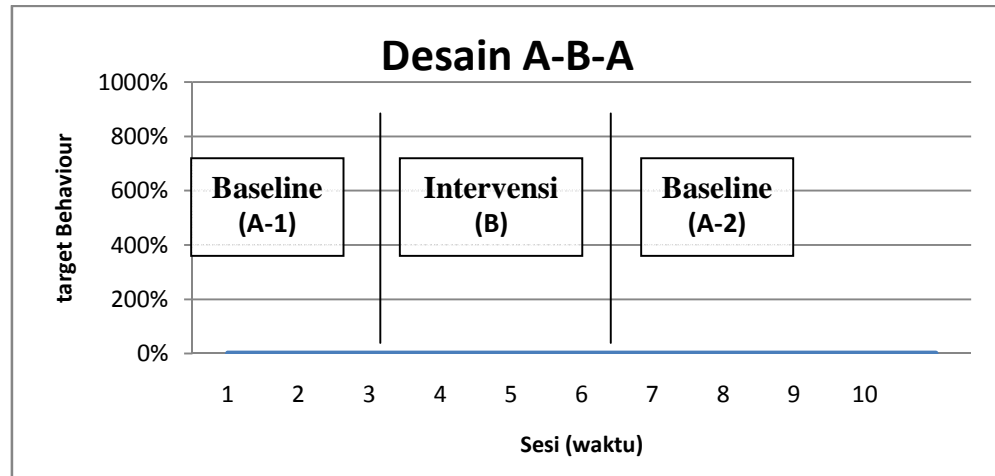 Desain A-B-A
1000%
800%
600%
400%
200%
0%
target Behaviour
Baseline
(A-1)
Intervensi
(B)
Baseline
(A-2)
1 2 3 4 5 6 7 8 9 10
Sesi (waktu)